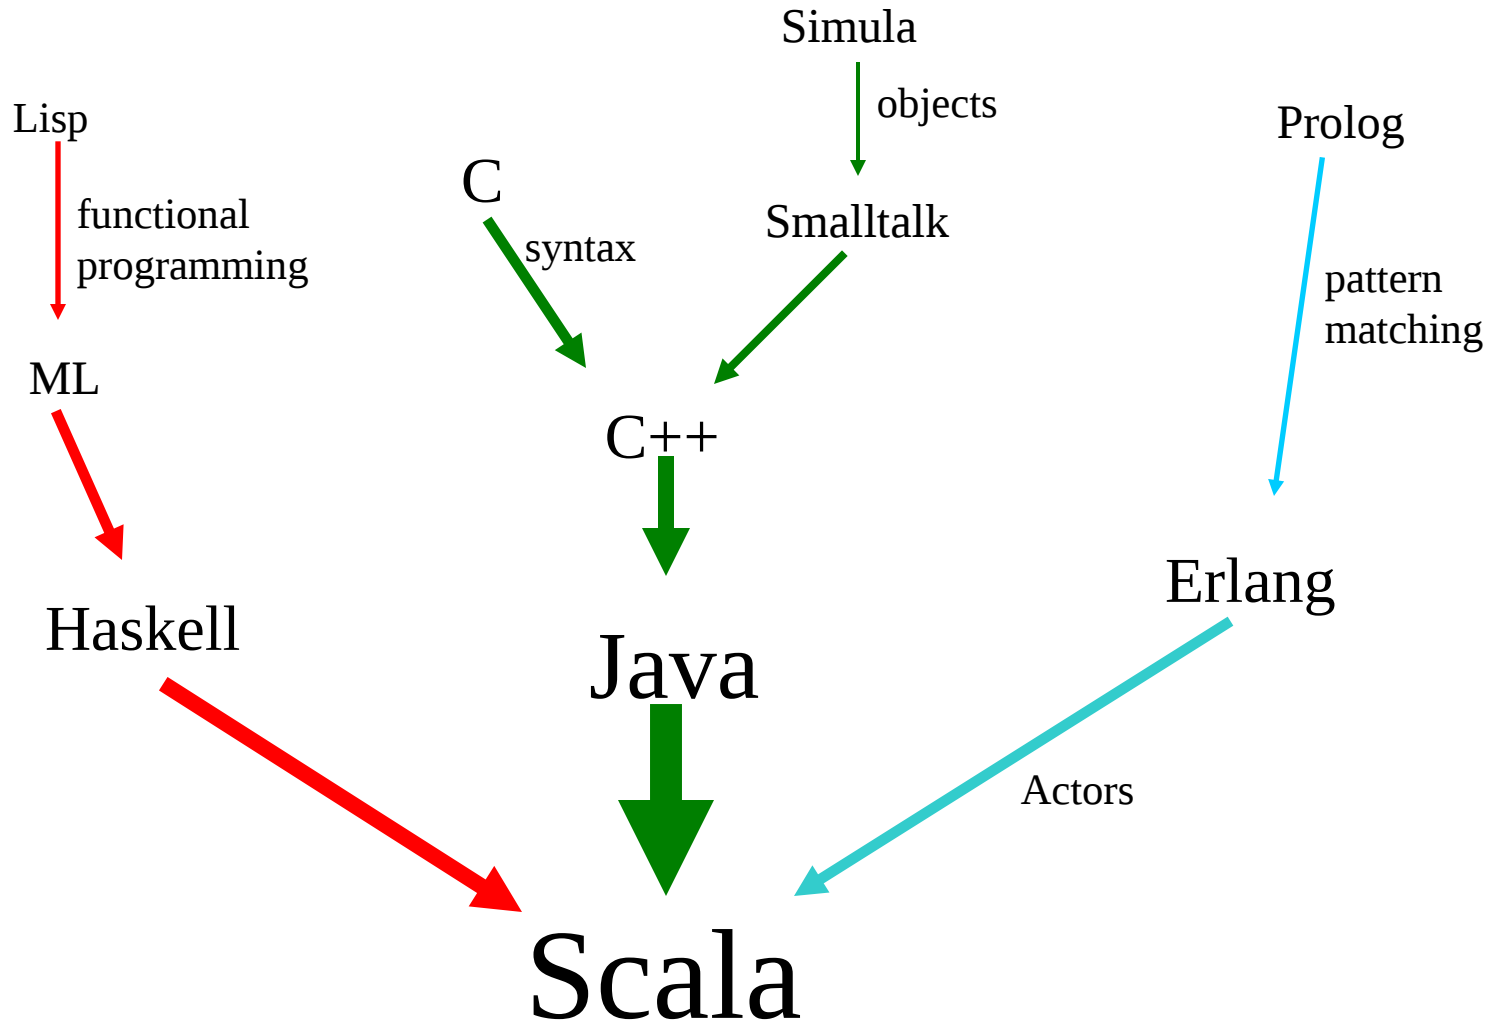 Simula
objects
Lisp
Prolog
C
functional
programming
Smalltalk
syntax
pattern
matching
ML
C++
Erlang
Haskell
Java
Actors
Scala